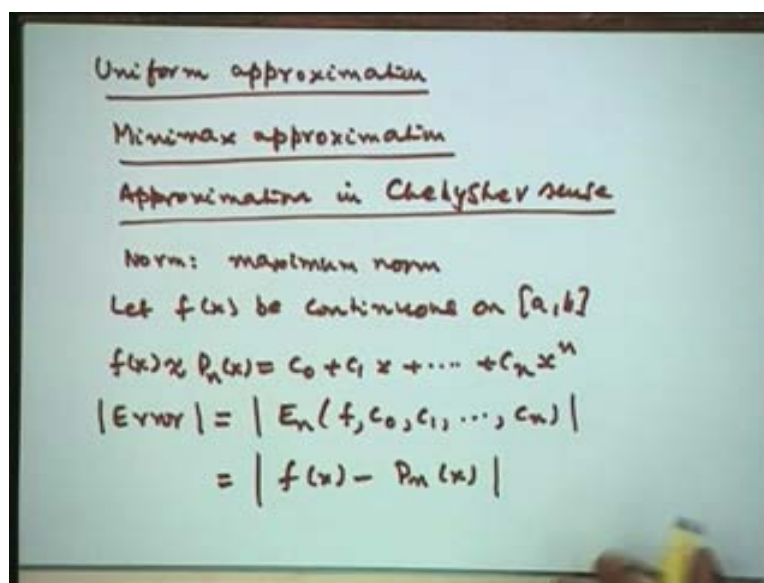 Uniform approximation
Minimax approximation
Approximation in Chebyshev sense
Norm: maximum norm
Let f(x) be continuous on [a,b]
f(x) ≈ Pn(x) = c0 + c1 x + .... + cn x^n
|Error| = | En(f, c0, c1, ..., cn) |
= | f(x) - Pn(x) |